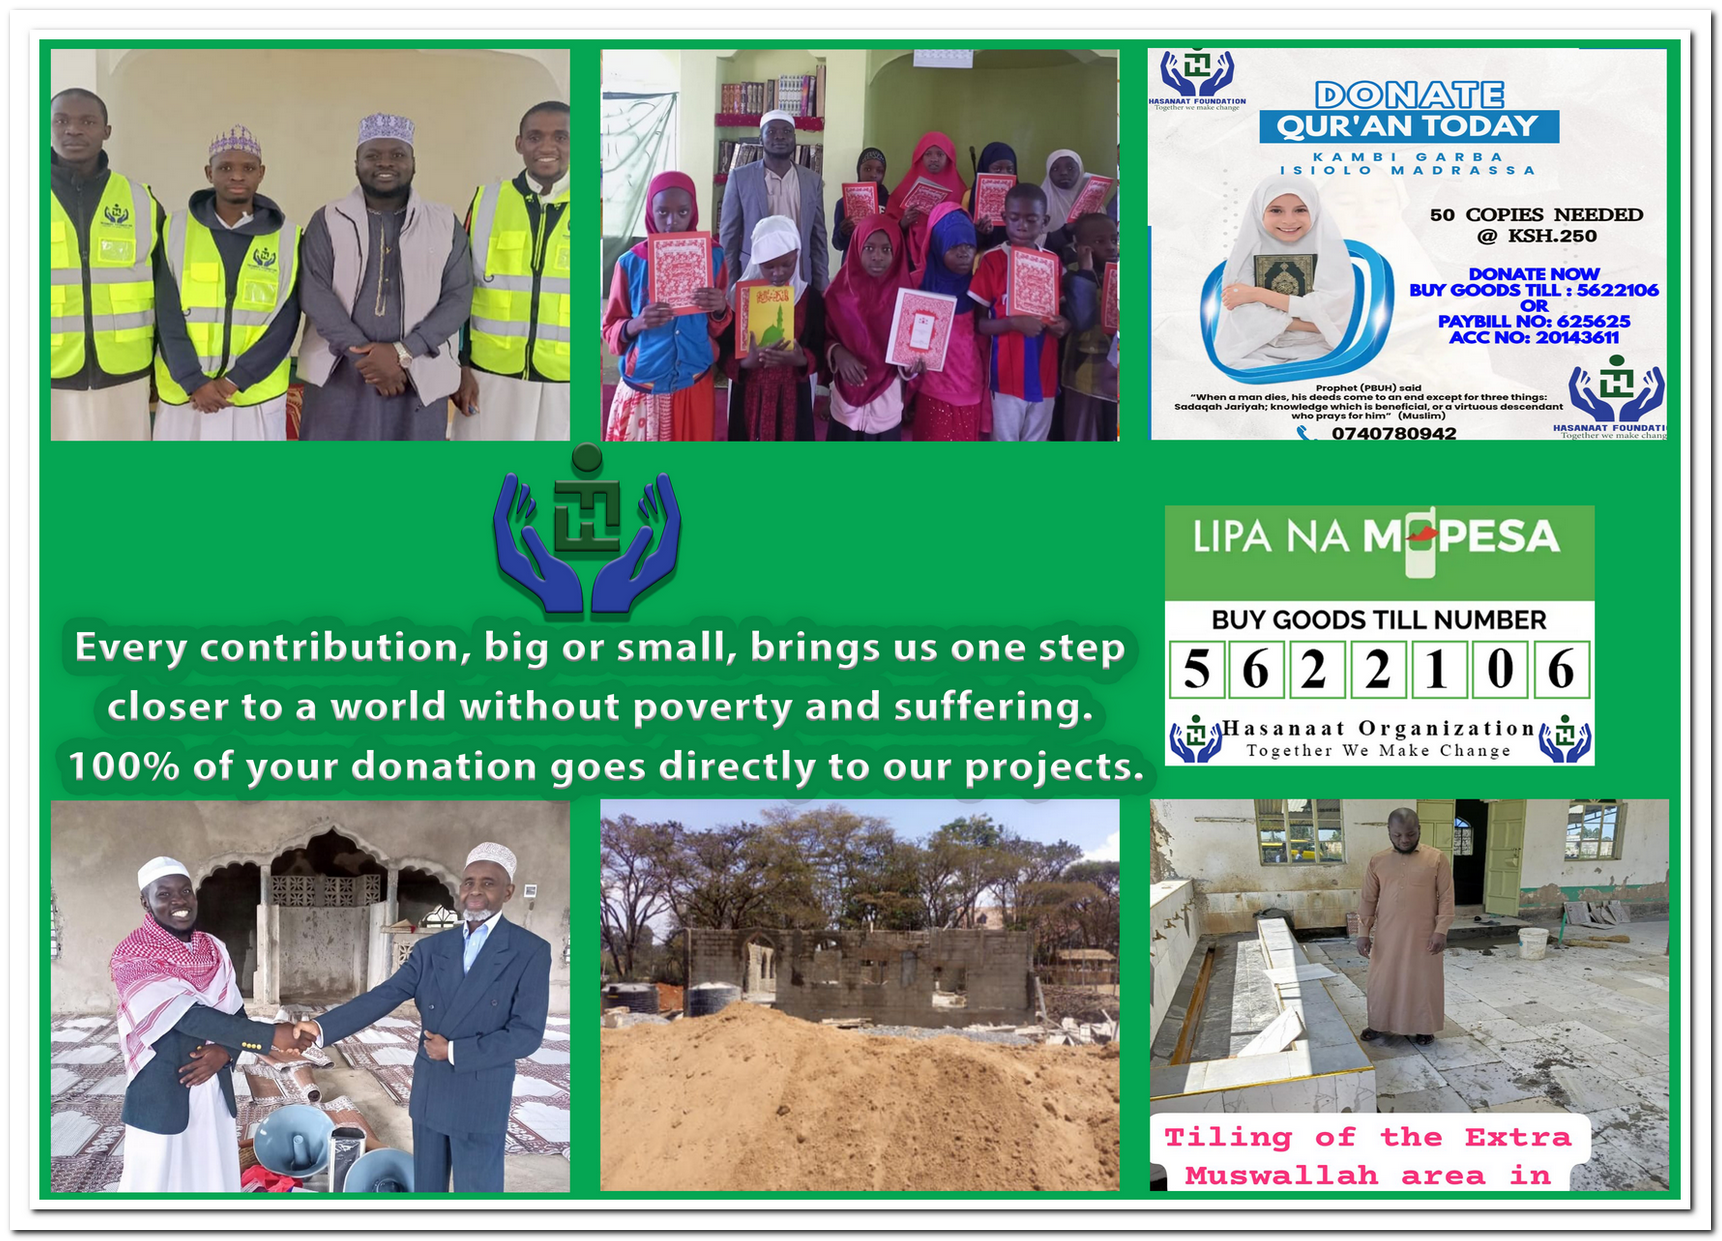 HASANAAT FOUNDATION
Together we make change
DONATE
QUR'AN TODAY
KAMBI GARBA
ISIOLO MADRASSA
50 COPIES NEEDED
@ KSH.250
DONATE NOW
BUY GOODS TILL : 5622106
OR
PAYBILL NO: 625625
ACC NO: 20143611
Prophet (PBUH) said
“When a man dies, his deeds come to an end except for three things:
Sadaqah Jariyah; knowledge which is beneficial, or a virtuous descendant
who prays for him” (Muslim)
0740780942
HASANAAT FOUNDATI
Together we make chang
LIPA NA M-PESA
BUY GOODS TILL NUMBER
5 6 2 2 1 0 6
Hasanaat Organization
Together We Make Change
Every contribution, big or small, brings us one step
closer to a world without poverty and suffering.
100% of your donation goes directly to our projects.
Tiling of the Extra
Muswallah area in